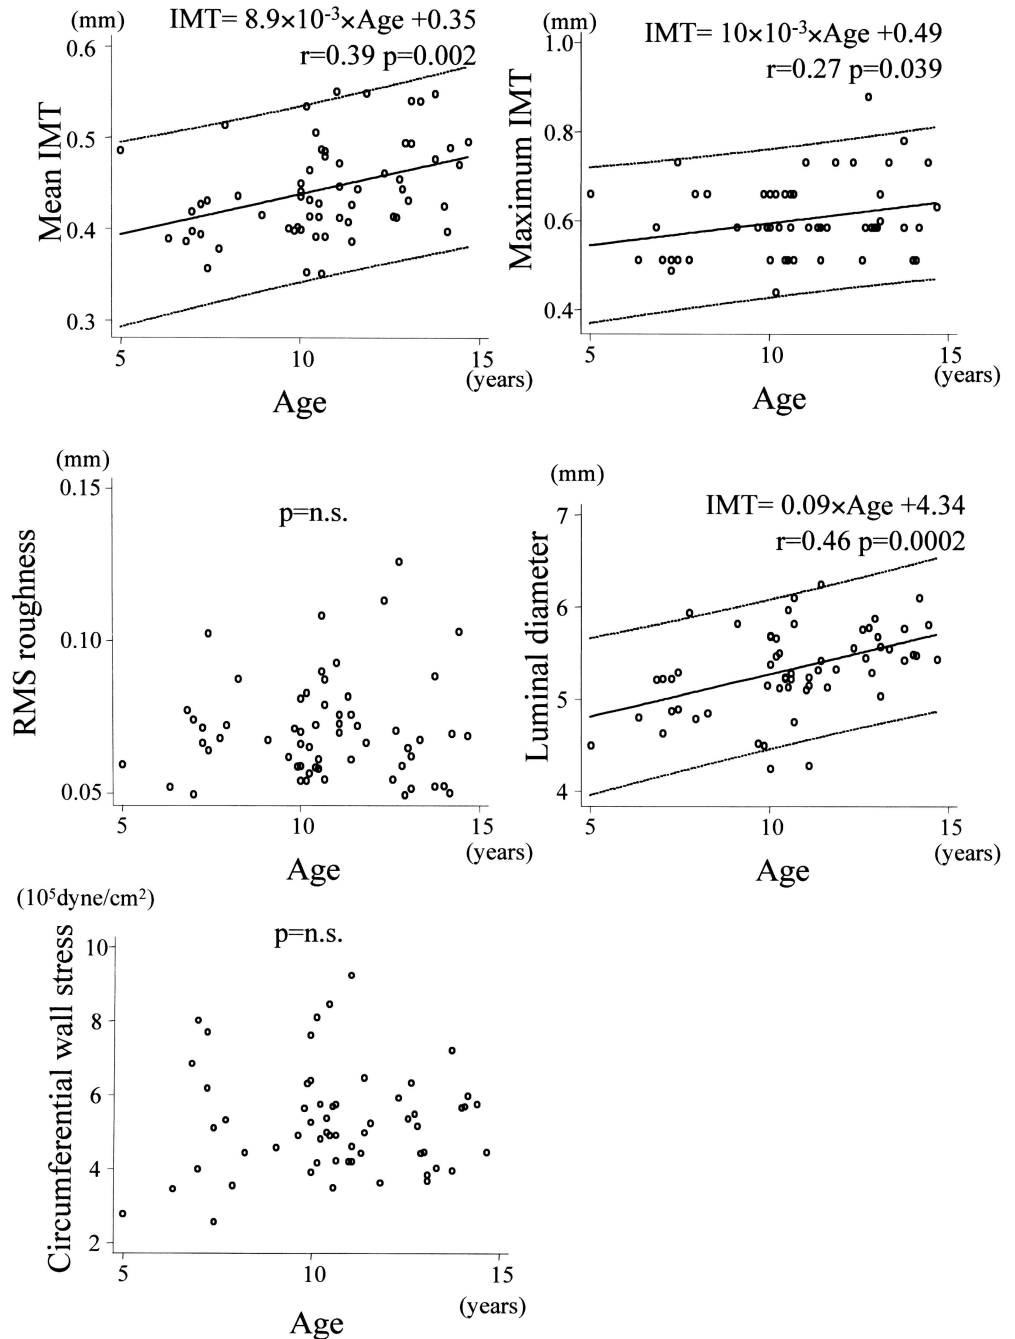 (mm)
IMT= 8.9×10⁻³×Age +0.35
r=0.39 p=0.002
0.6
0.5
0.4
0.3
Mean IMT
5
10
15
(years)
Age
(mm)
IMT= 10×10⁻³×Age +0.49
r=0.27 p=0.039
1.0
0.8
0.6
0.4
Maximum IMT
5
10
15
(years)
Age
(mm)
0.15
p=n.s.
0.10
0.05
RMS roughness
5
10
15
(years)
Age
(mm)
IMT= 0.09×Age +4.34
r=0.46 p=0.0002
7
6
5
4
Luminal diameter
5
10
15
(years)
Age
(10⁵dyne/cm²)
p=n.s.
10
8
6
4
2
Circumferential wall stress
5
10
15
(years)
Age